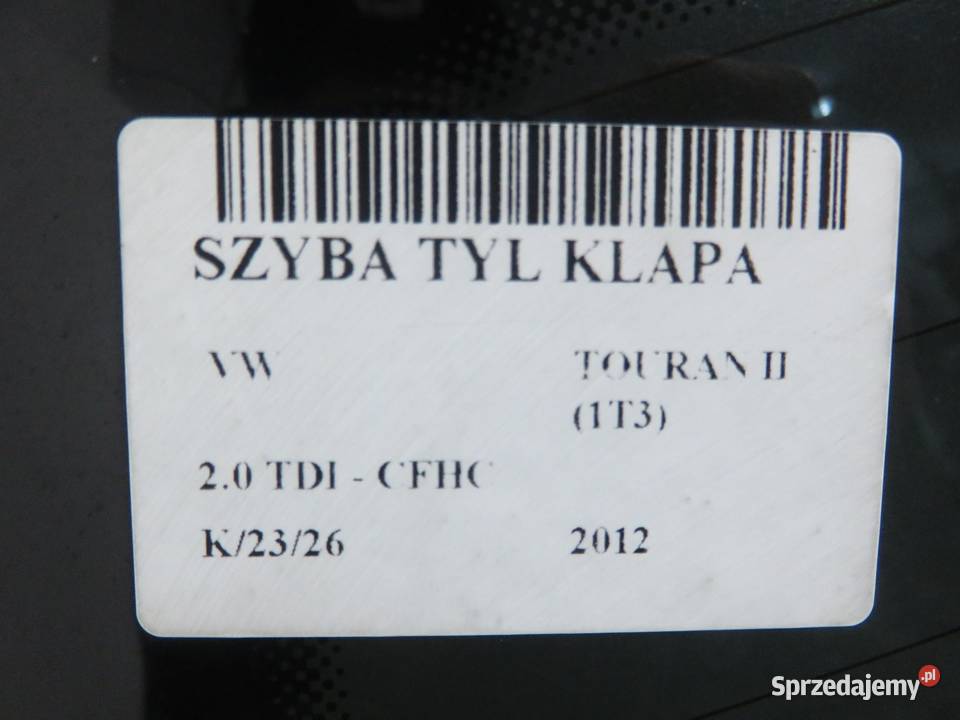 SZYBA TYL KLAPA
VW TOURAN II
(1T3)
2.0 TDI - CFHC
K/23/26 2012
Sprzedajemy.pl